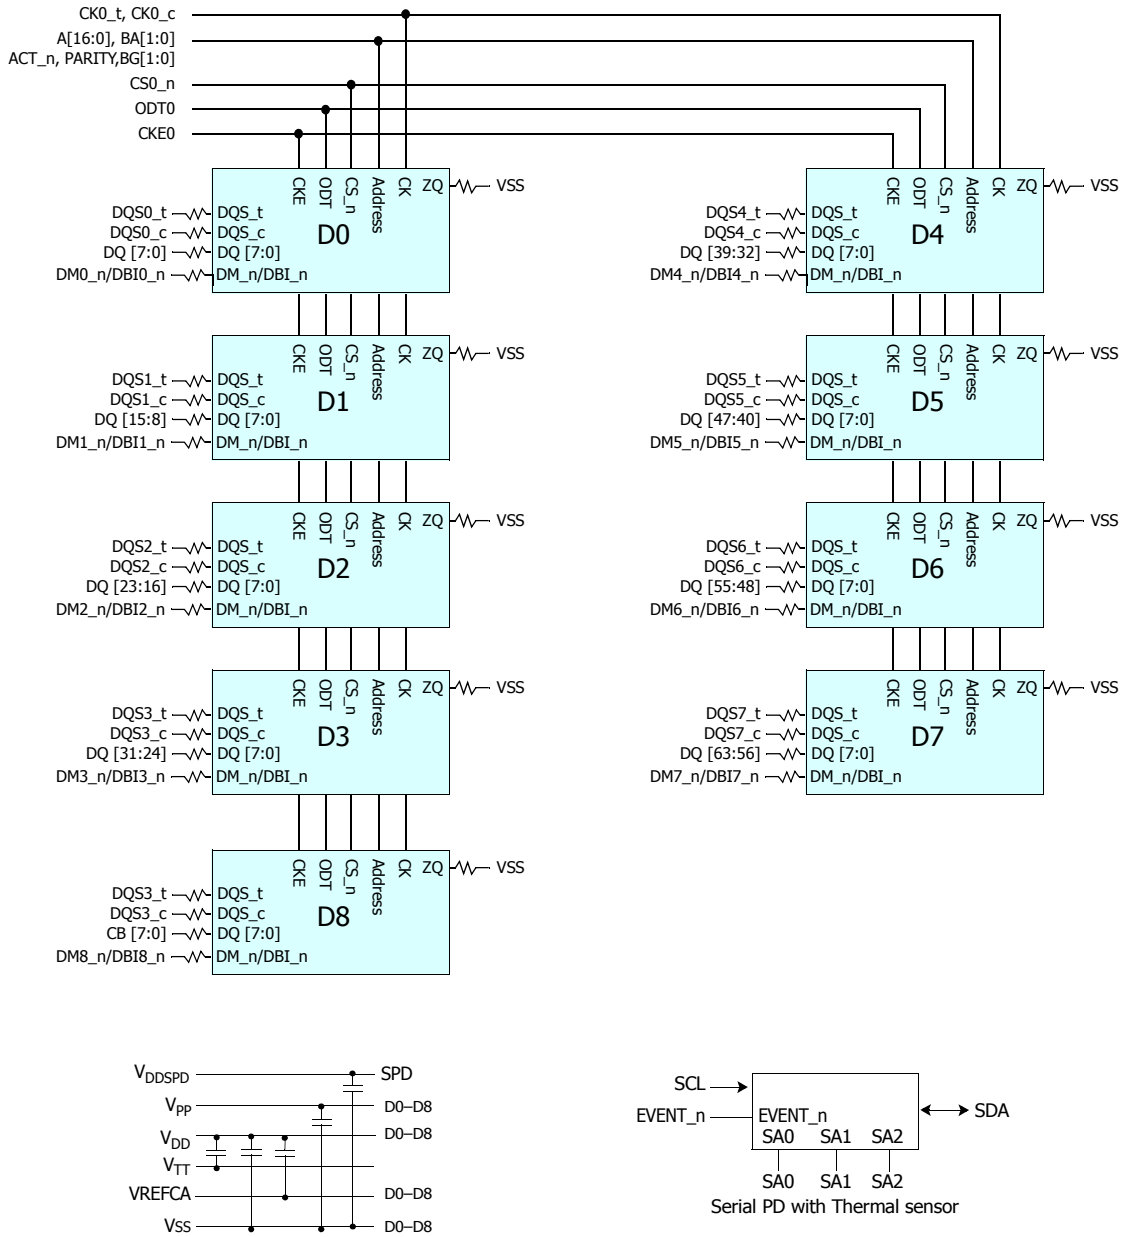 CK0_t, CK0_c
A[16:0], BA[1:0]
ACT_n, PARITY,BG[1:0]
CS0_n
ODT0
CKE0
CKE ODT CS_n Address CK ZQ VSS
DQS0_t DQS_t
DQS0_c DQS_c
D0
DQ [7:0] DQ [7:0]
DM0_n/DBI0_n DM_n/DBI_n
CKE ODT CS_n Address CK ZQ VSS
DQS4_t DQS_t
DQS4_c DQS_c
D4
DQ [39:32] DQ [7:0]
DM4_n/DBI4_n DM_n/DBI_n
CKE ODT CS_n Address CK ZQ VSS
DQS1_t DQS_t
DQS1_c DQS_c
D1
DQ [15:8] DQ [7:0]
DM1_n/DBI1_n DM_n/DBI_n
CKE ODT CS_n Address CK ZQ VSS
DQS5_t DQS_t
DQS5_c DQS_c
D5
DQ [47:40] DQ [7:0]
DM5_n/DBI5_n DM_n/DBI_n
CKE ODT CS_n Address CK ZQ VSS
DQS2_t DQS_t
DQS2_c DQS_c
D2
DQ [23:16] DQ [7:0]
DM2_n/DBI2_n DM_n/DBI_n
CKE ODT CS_n Address CK ZQ VSS
DQS6_t DQS_t
DQS6_c DQS_c
D6
DQ [55:48] DQ [7:0]
DM6_n/DBI6_n DM_n/DBI_n
CKE ODT CS_n Address CK ZQ VSS
DQS3_t DQS_t
DQS3_c DQS_c
D3
DQ [31:24] DQ [7:0]
DM3_n/DBI3_n DM_n/DBI_n
CKE ODT CS_n Address CK ZQ VSS
DQS7_t DQS_t
DQS7_c DQS_c
D7
DQ [63:56] DQ [7:0]
DM7_n/DBI7_n DM_n/DBI_n
CKE ODT CS_n Address CK ZQ VSS
DQS3_t DQS_t
DQS3_c DQS_c
D8
CB [7:0] DQ [7:0]
DM8_n/DBI8_n DM_n/DBI_n
VDDSPD SPD
VPP D0–D8
VDD D0–D8
VTT
VREFCA D0–D8
VSS D0–D8
SCL
EVENT_n EVENT_n SDA
SA0 SA1 SA2
SA0 SA1 SA2
Serial PD with Thermal sensor